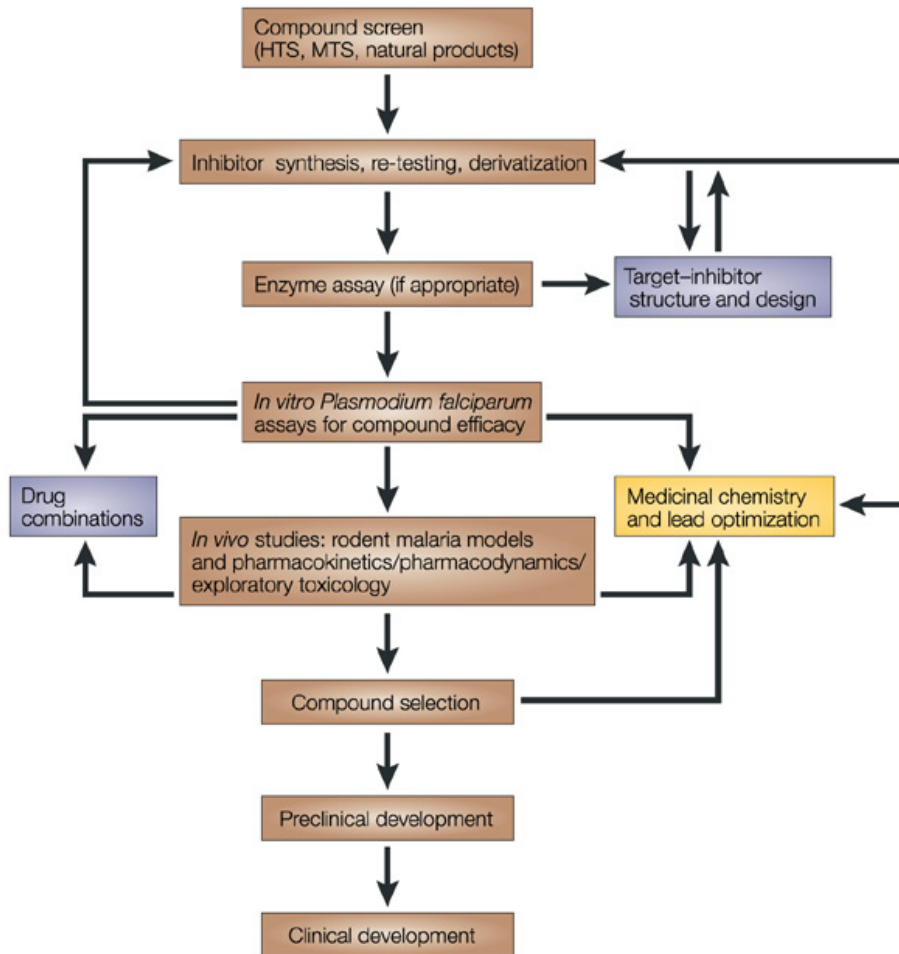 Compound screen
(HTS, MTS, natural products)
Inhibitor synthesis, re-testing, derivatization
Enzyme assay (if appropriate)
Target–inhibitor
structure and design
In vitro Plasmodium falciparum
assays for compound efficacy
Drug
combinations
Medicinal chemistry
and lead optimization
In vivo studies: rodent malaria models
and pharmacokinetics/pharmacodynamics/
exploratory toxicology
Compound selection
Preclinical development
Clinical development